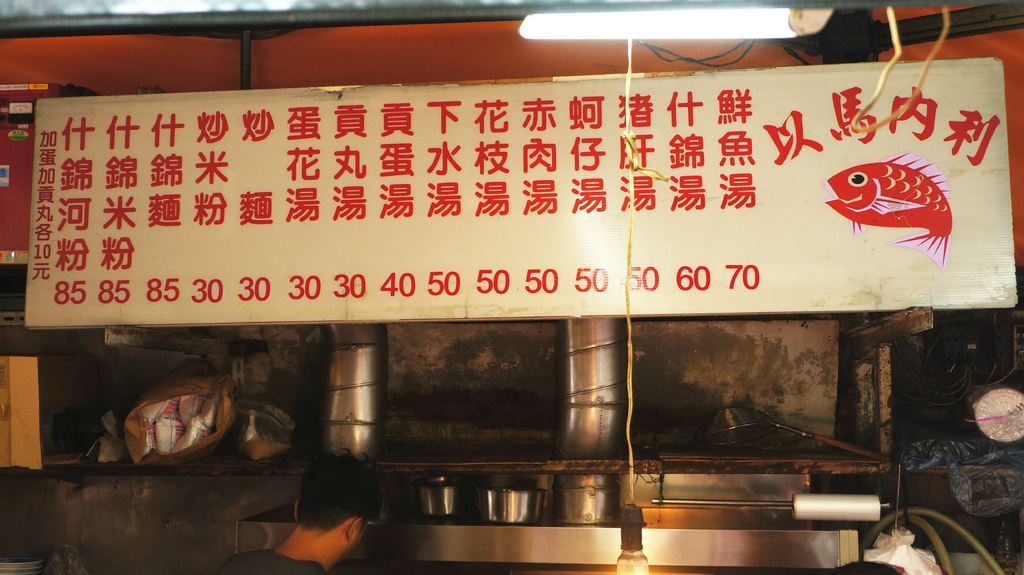 以馬內利
鮮魚湯 70
什錦湯 60
猪肝湯 50
蚵仔湯 50
赤肉湯 50
花枝湯 50
下水湯 50
貢蛋湯 40
貢丸湯 30
蛋花湯 30
炒麵 30
炒米粉 30
什錦麵 85
什錦米粉 85
什錦河粉 85
加蛋加貢丸各10元